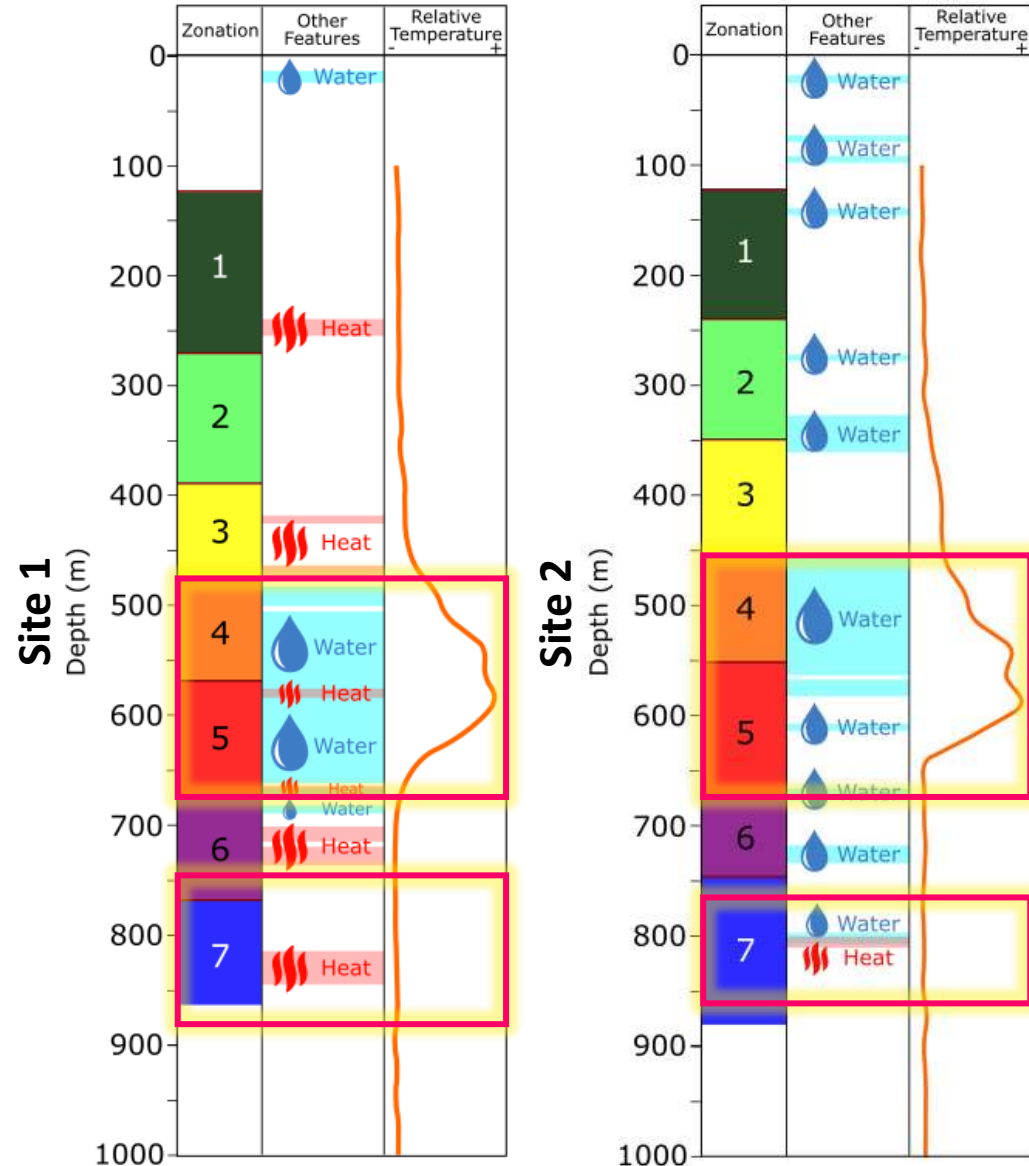 Site 1
Depth (m)
Zonation
Other
Features
Relative
Temperature
- +
0
100
200
300
400
500
600
700
800
900
1000
1
2
3
4
5
6
7
Water
Heat
Heat
Water
Heat
Water
Heat
Water
Heat
Heat
Site 2
Depth (m)
Zonation
Other
Features
Relative
Temperature
- +
0
100
200
300
400
500
600
700
800
900
1000
1
2
3
4
5
6
7
Water
Water
Water
Water
Water
Water
Water
Water
Water
Water
Heat